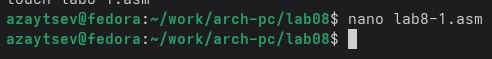 touch lab8-1.asm
azaytsev@fedora:~/work/arch-pc/lab08$ nano lab8-1.asm
azaytsev@fedora:~/work/arch-pc/lab08$